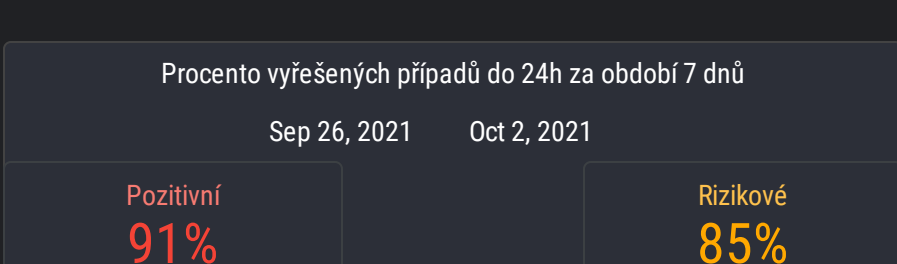 Procento vyřešených případů do 24h za období 7 dnů
Sep 26, 2021 Oct 2, 2021
Pozitivní Rizikové
91% 85%